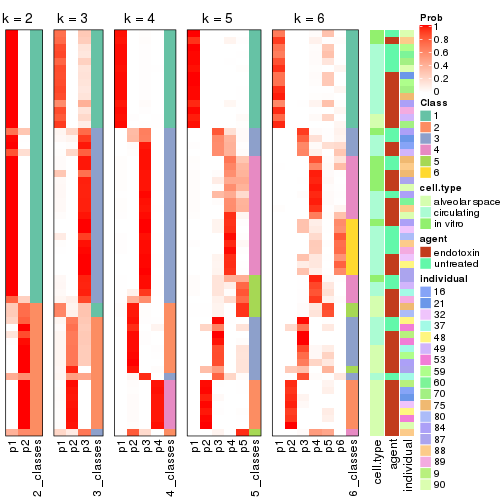 k = 2
k = 3
k = 4
k = 5
k = 6
p1
p2
2_classes
p1
p2
p3
3_classes
p1
p2
p3
p4
4_classes
p1
p2
p3
p4
p5
5_classes
p1
p2
p3
p4
p5
p6
6_classes
cell.type
agent
individual
Prob
1
0.8
0.6
0.4
0.2
0
Class
1
2
3
4
5
6
cell.type
alveolar space
circulating
in vitro
agent
endotoxin
untreated
individual
16
21
32
37
48
49
53
59
60
70
75
80
84
87
88
89
9
90